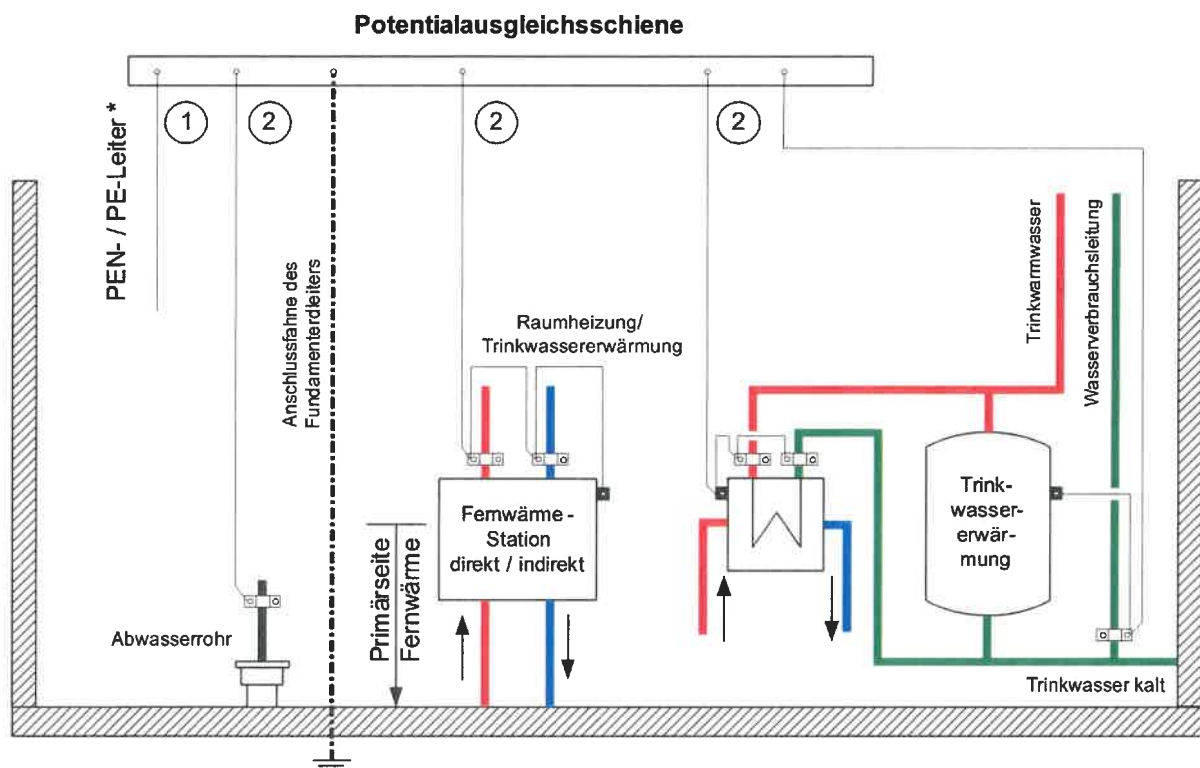 Potentialausgleichsschiene
PEN- / PE-Leiter *
1
2
2
2
Anschlussfahne des
Fundamenterdleiters
Raumheizung/
Trinkwassererwärmung
Trinkwarmwasser
Wasserverbrauchsleitung
Fernwärme -
Station
direkt / indirekt
Primärseite
Fernwärme
Trink-
wasser-
erwär-
mung
Abwasserrohr
Trinkwasser kalt